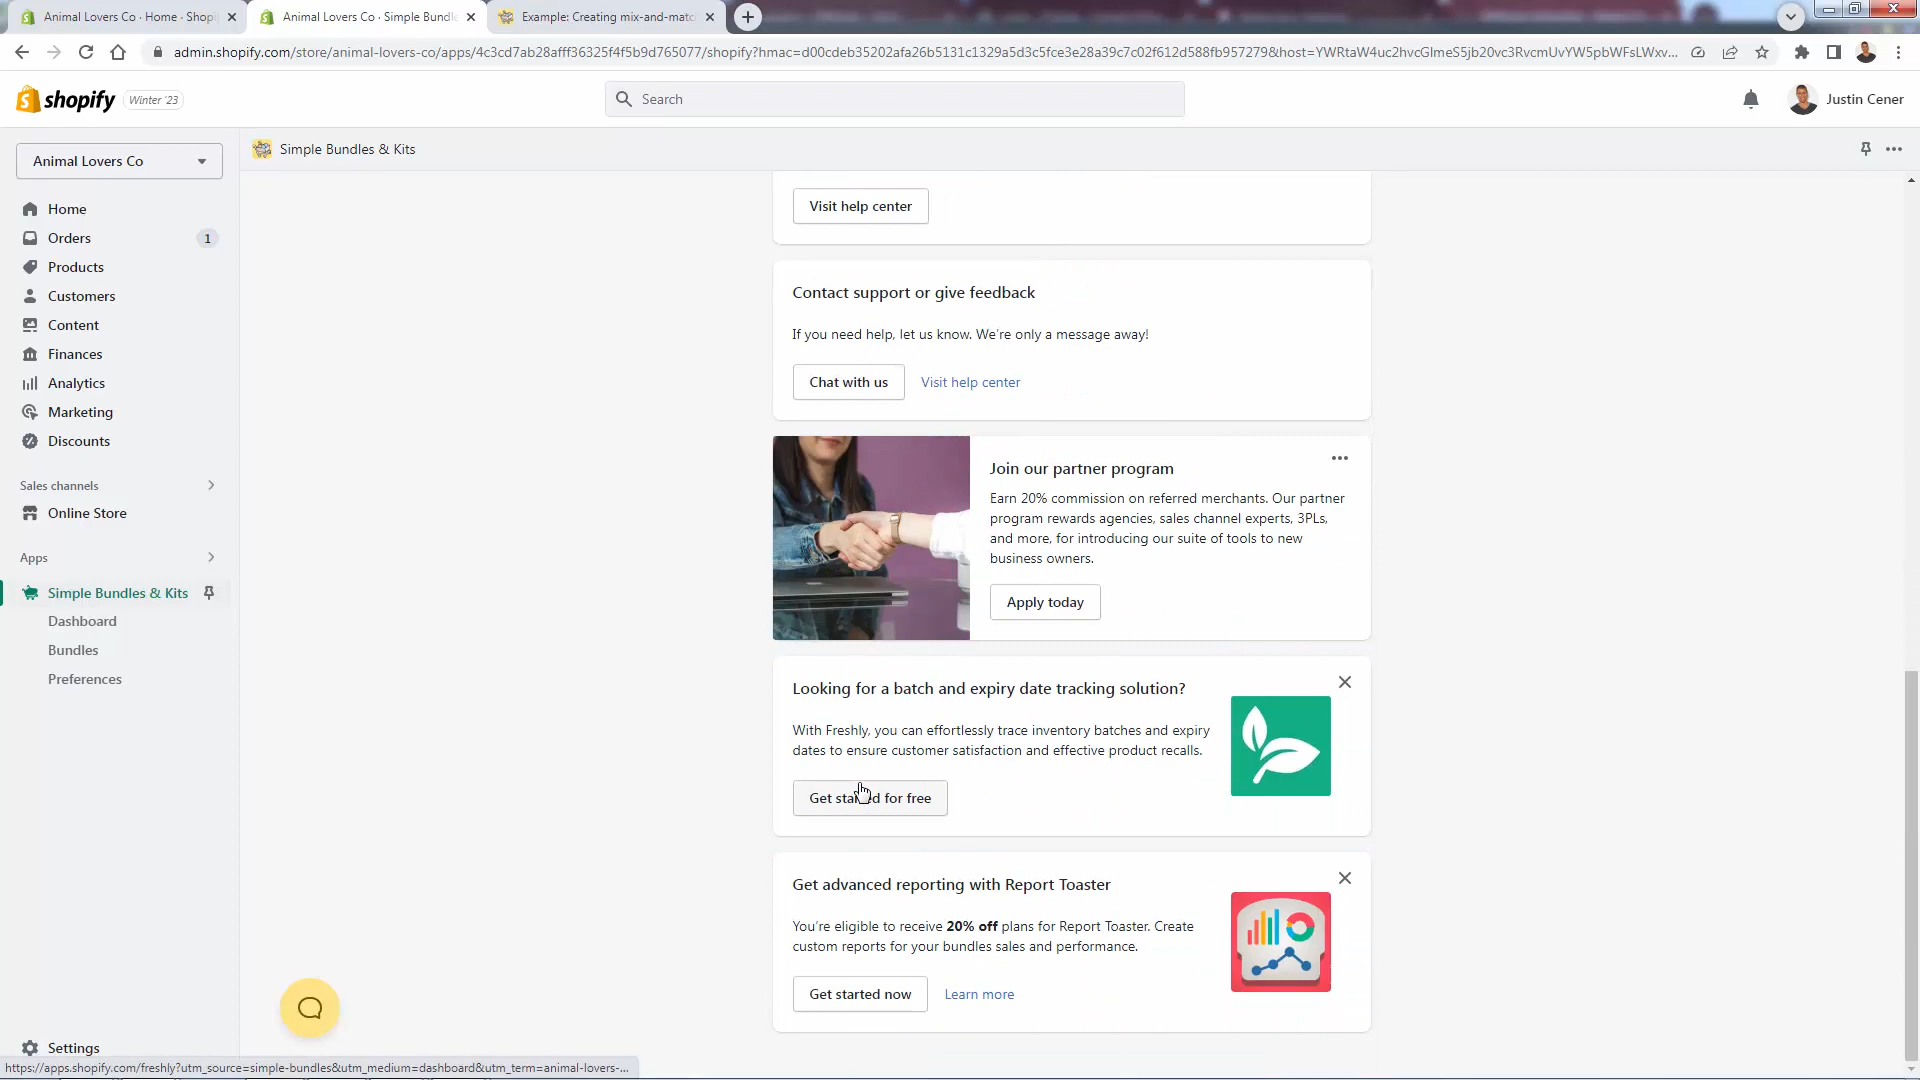 Animal Lovers Co · Home · Shopi
Animal Lovers Co · Simple Bundle
Example: Creating mix-and-matc
admin.shopify.com/store/animal-lovers-co/apps/4c3cd7ab28afff36325f4f5b9d765077/shopify?hmac=d00cdeb35202afa26b5131c1329a5d3c5fce3e28a39c7c02f612d588fb957279&host=YWRtaW4uc2hvcGlmeS5jb20vc3RvcmUvYW5pbWFsLWxv...
shopify
Winter '23
Search
Justin Cener
Animal Lovers Co
Simple Bundles & Kits
Home
Orders 1
Products
Customers
Content
Finances
Analytics
Marketing
Discounts
Sales channels
Online Store
Apps
Simple Bundles & Kits
Dashboard
Bundles
Preferences
Settings
Visit help center
Contact support or give feedback
If you need help, let us know. We're only a message away!
Chat with us Visit help center
Join our partner program
Earn 20% commission on referred merchants. Our partner
program rewards agencies, sales channel experts, 3PLs,
and more, for introducing our suite of tools to new
business owners.
Apply today
Looking for a batch and expiry date tracking solution?
With Freshly, you can effortlessly trace inventory batches and expiry
dates to ensure customer satisfaction and effective product recalls.
Get started for free
Get advanced reporting with Report Toaster
You're eligible to receive 20% off plans for Report Toaster. Create
custom reports for your bundles sales and performance.
Get started now Learn more
https://apps.shopify.com/freshly?utm_source=simple-bundles&utm_medium=dashboard&utm_term=animal-lovers-...